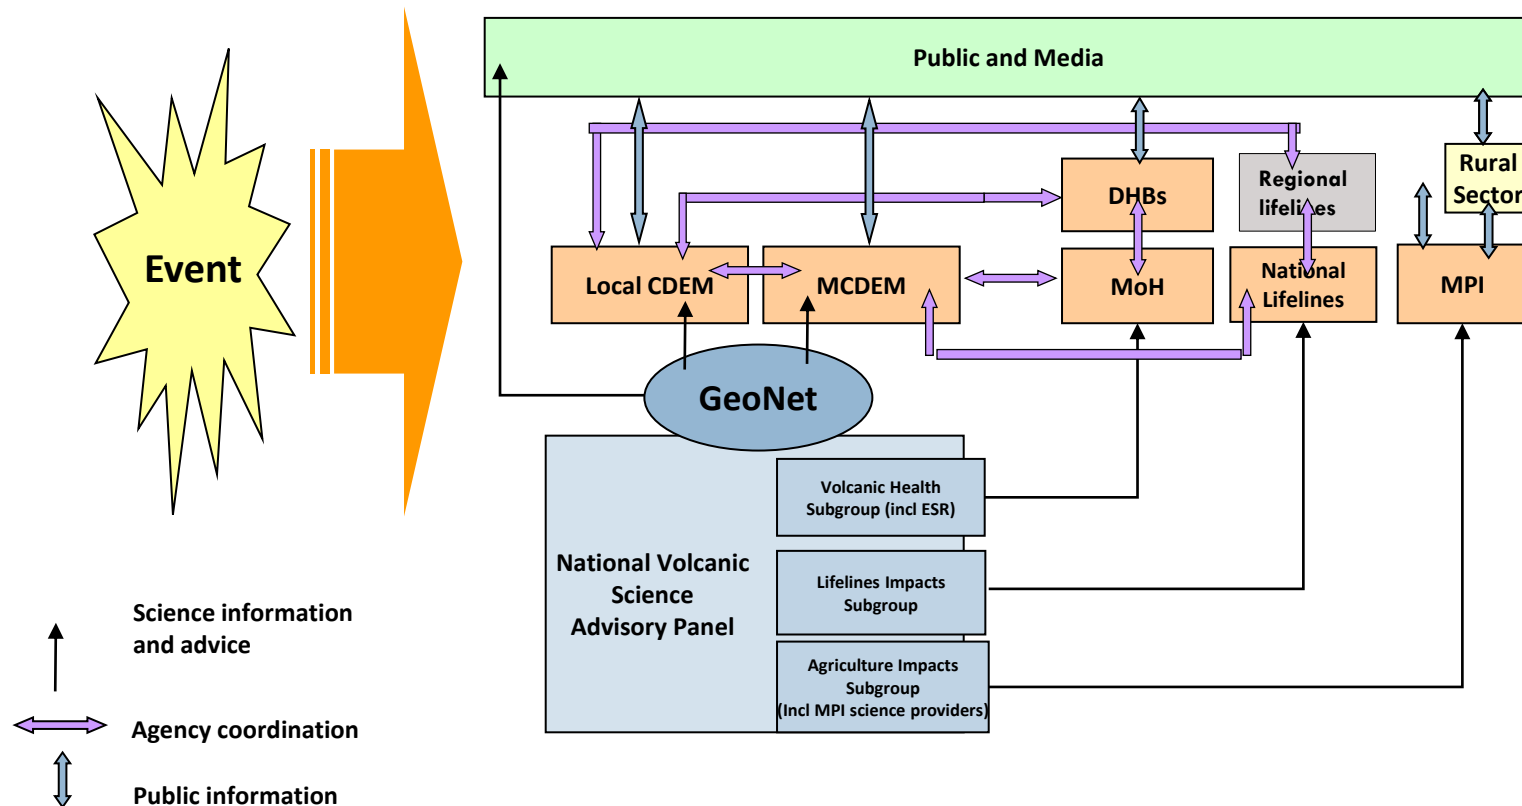 Public and Media
Event
DHBs
Regional
lifelines
Rural
Sector
Local CDEM
MCDEM
MoH
National
Lifelines
MPI
GeoNet
National Volcanic
Science
Advisory Panel
Volcanic Health
Subgroup (incl ESR)
Lifelines Impacts
Subgroup
Agriculture Impacts
Subgroup
(Incl MPI science providers)
Science information
and advice
Agency coordination
Public information